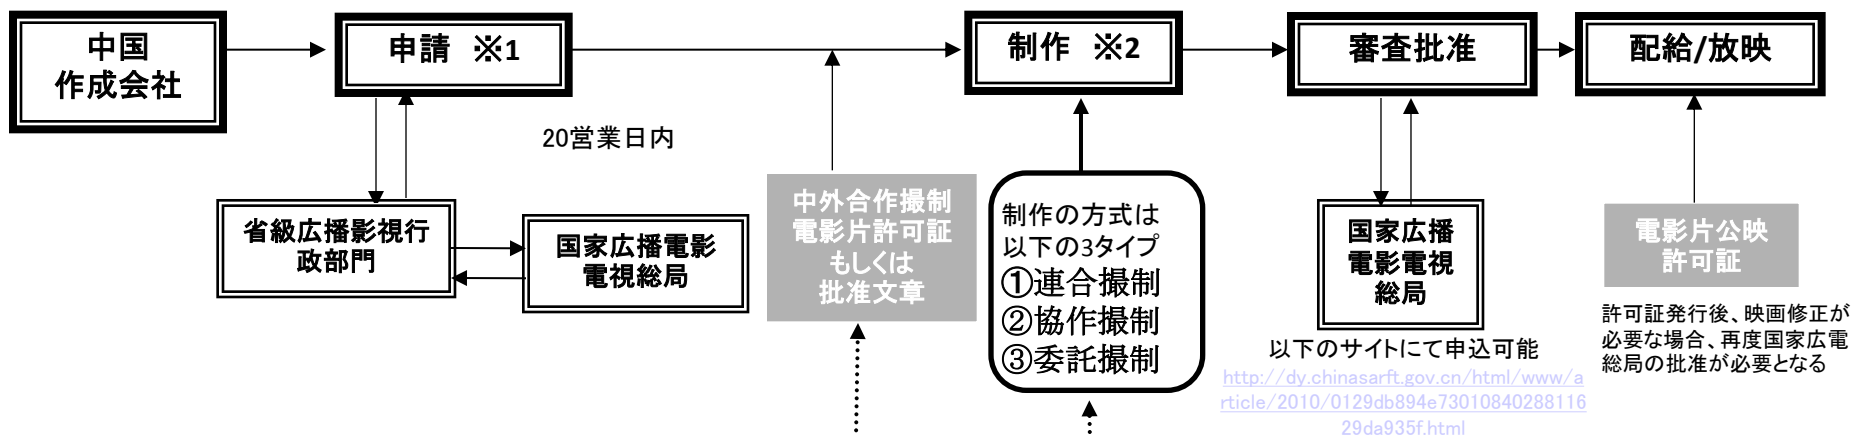 中国
作成会社
申請　※1
制作　※2
審査批准
配給/放映
20営業日内
省級広播影視行
政部門
国家広播電影
電視総局
中外合作撮制
電影片許可証
もしくは
批准文章
制作の方式は
以下の3タイプ
①連合撮制
②協作撮制
③委託撮制
国家広播
電影電視
総局
以下のサイトにて申込可能
http://dy.chinasarft.gov.cn/html/www/a
rticle/2010/0129db894e73010840288116
29da935f.html
電影片公映
許可証
許可証発行後、映画修正が
必要な場合、再度国家広電
総局の批准が必要となる